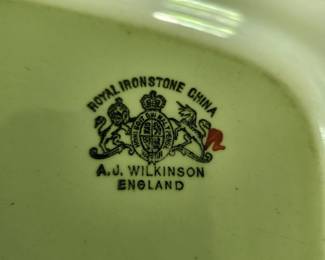 ROYAL IRONSTONE CHINA
A.J. WILKINSON
ENGLAND